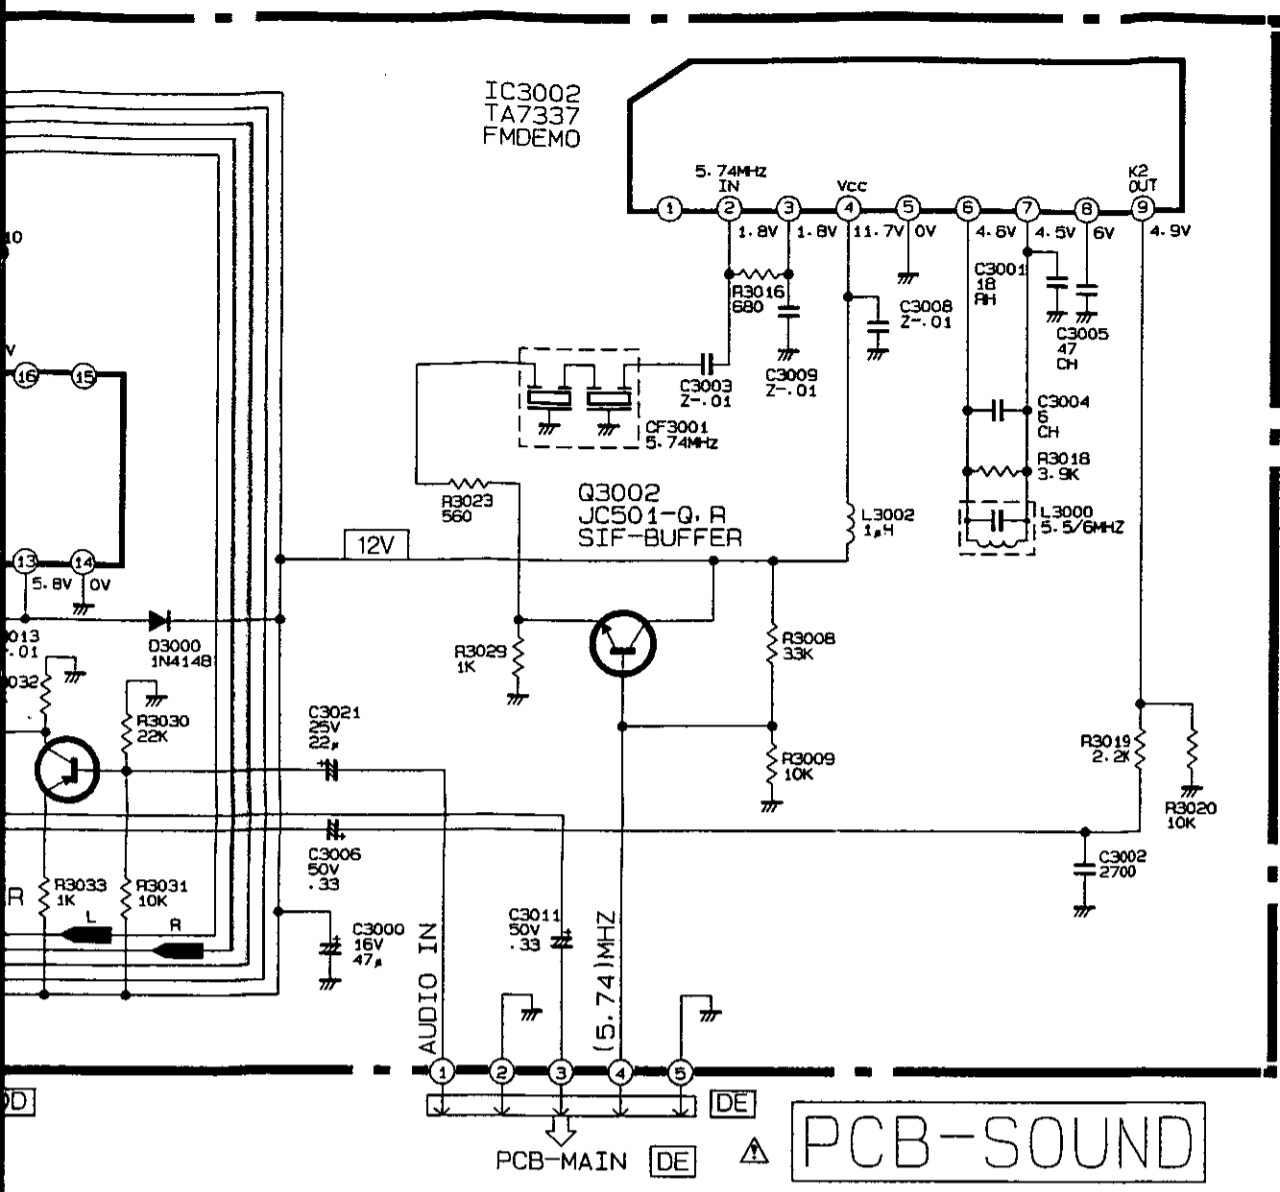 IC3002
TA7337
FMDEMO
5.74MHZ
IN
Vcc
K2
OUT
1
2
3
4
5
6
7
8
9
1.8V
1.8V
11.7V
0V
4.6V
4.5V
6V
4.9V
10
V
R3016
680
C3008
Z-.01
C3001
18
RH
C3005
47
CH
16
15
C3003
Z-.01
C3009
Z-.01
CF3001
5.74MHZ
C3004
6
CH
R3018
3.9K
R3023
560
Q3002
JC501-Q,R
SIF-BUFFER
L3002
1µH
L3000
5.5/6MHZ
12V
13
14
5.8V
0V
013
.01
032
D3000
1N4148
R3029
1K
R3008
33K
R3030
22K
C3021
25V
22µ
R3009
10K
R3019
2.2K
R3020
10K
C3006
50V
.33
C3002
2700
R
R3033
1K
R3031
10K
L
R
C3000
16V
47µ
AUDIO IN
C3011
50V
.33
(5.74)MHZ
1
2
3
4
5
DE
PCB-MAIN
DE
PCB-SOUND